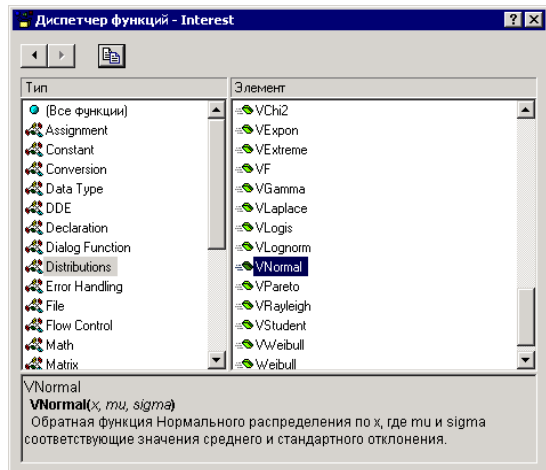 Диспетчер функций - Interest
Тип
Элемент
(Все функции)
Assignment
Constant
Conversion
Data Type
DDE
Declaration
Dialog Function
Distributions
Error Handling
File
Flow Control
Math
Matrix
VChi2
VExpon
VExtreme
VF
VGamma
VLaplace
VLogis
VLognorm
VNormal
VPareto
VRayleigh
VStudent
VWeibull
Weibull
VNormal
VNormal(x, mu, sigma)
Обратная функция Нормального распределения по x, где mu и sigma
соответствующие значения среднего и стандартного отклонения.